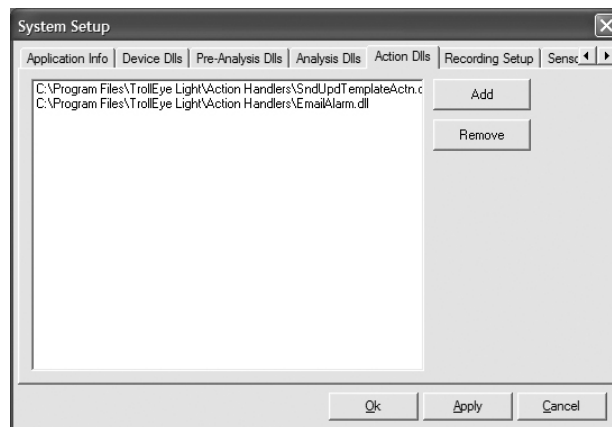 System Setup
Application Info Device Dlls Pre-Analysis Dlls Analysis Dlls Action Dlls Recording Setup Sensc
C:\Program Files\TrollEye Light\Action Handlers\SndUpdTemplateActn.c
C:\Program Files\TrollEye Light\Action Handlers\EmailAlarm.dll
Add
Remove
Ok Apply Cancel